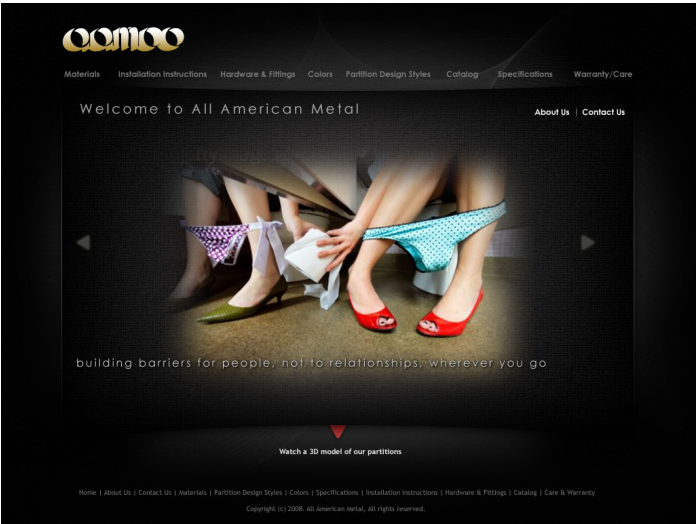 aamco
Materials Installation Instructions Hardware & Fittings Colors Partition Design Styles Catalog Specifications Warranty/Care
Welcome to All American Metal
About Us | Contact Us
building barriers for people, not to relationships, wherever you go
Watch a 3D model of our partitions
Home | About Us | Contact Us | Materials | Partition Design Styles | Colors | Specifications | Installation Instructions | Hardware & Fittings | Catalog | Care & Warranty
Copyright (c) 2008. All American Metal, All rights reserved.